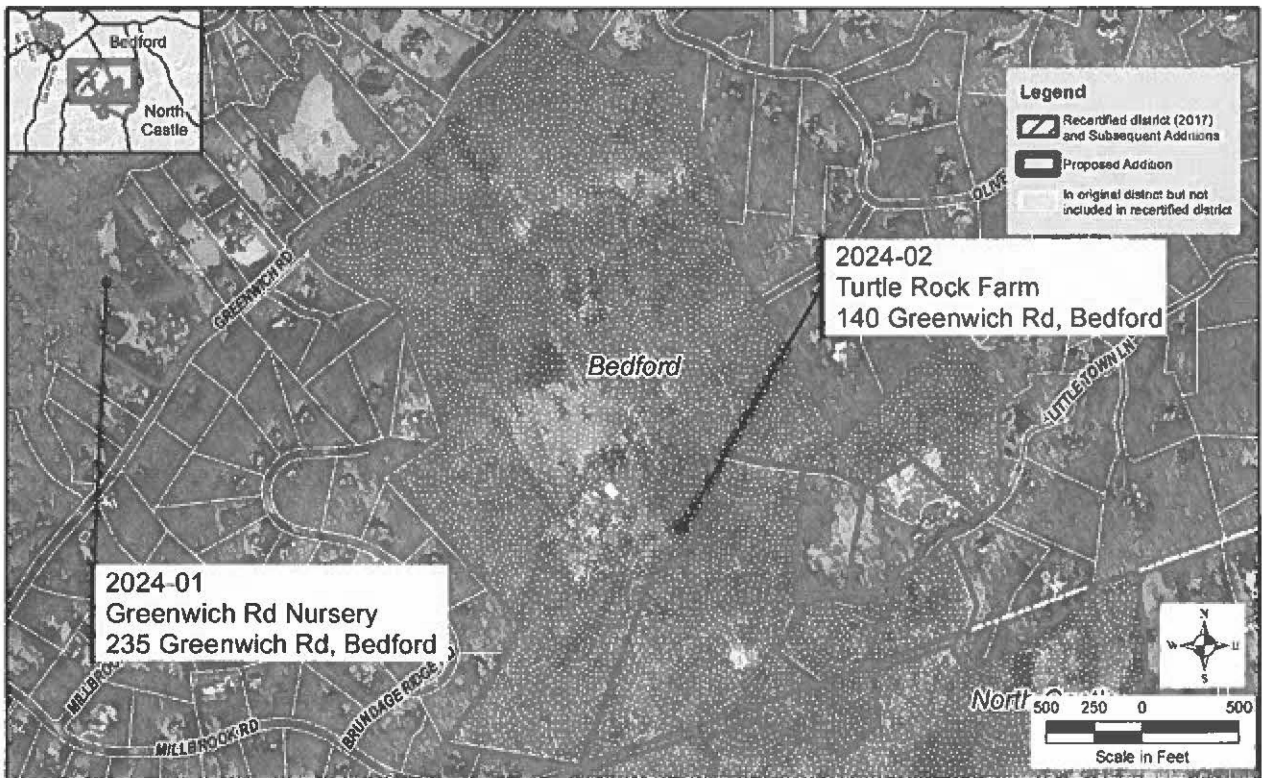 Bedford
North
Castle
Legend
Recertified district (2017)
and Subsequent Additions
Proposed Addition
In original district but not
included in recertified district
OLIVE
GREENWICH RD
2024-02
Turtle Rock Farm
140 Greenwich Rd, Bedford
Bedford
LITTLE TOWN LN
2024-01
Greenwich Rd Nursery
235 Greenwich Rd, Bedford
N
W
S
North
MILLBROOK RD
BRUNDAGE RIDGE RD
500 250 0 500
Scale in Feet